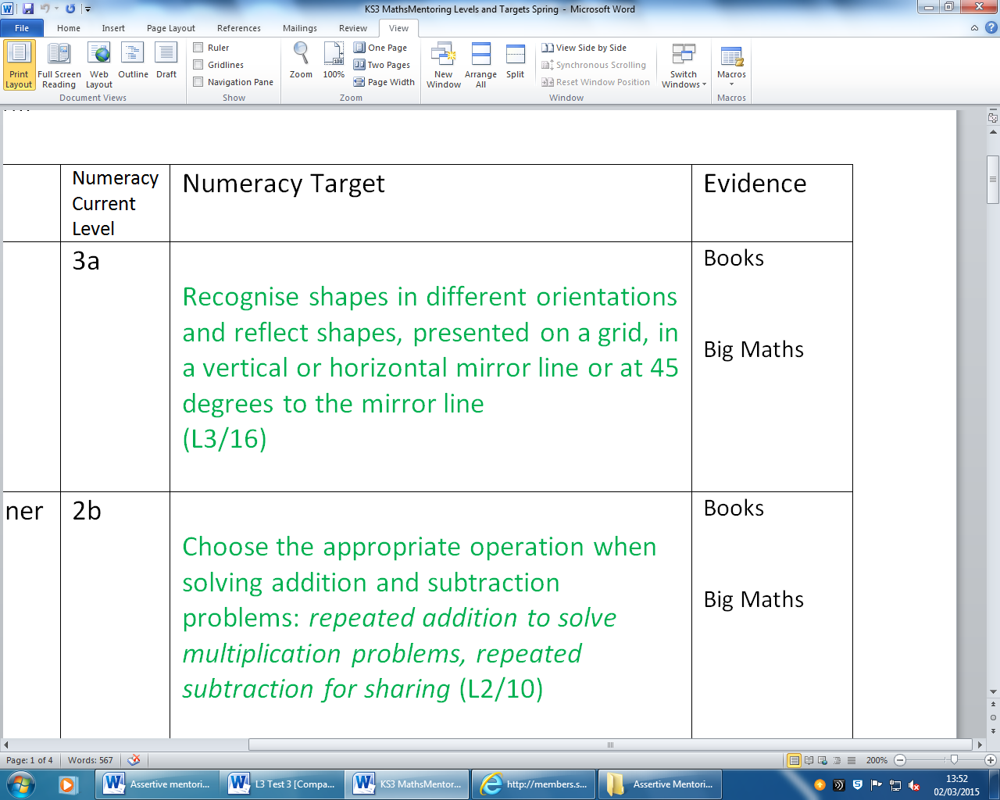 KS3 MathsMentoring Levels and Targets Spring - Microsoft Word
File Home Insert Page Layout References Mailings Review View
Print Layout
Full Screen Reading
Web Layout
Outline
Draft
Document Views
Ruler
Gridlines
Navigation Pane
Show
Zoom
100%
One Page
Two Pages
Page Width
Zoom
New Window
Arrange All
Split
View Side by Side
Synchronous Scrolling
Reset Window Position
Window
Switch Windows
Macros
Macros
Numeracy
Current
Level
Numeracy Target
Evidence
3a
Recognise shapes in different orientations
and reflect shapes, presented on a grid, in
a vertical or horizontal mirror line or at 45
degrees to the mirror line
(L3/16)
Books
Big Maths
ner
2b
Choose the appropriate operation when
solving addition and subtraction
problems: repeated addition to solve
multiplication problems, repeated
subtraction for sharing (L2/10)
Books
Big Maths
Page: 1 of 4 Words: 567 200%
Assertive mentori... L3 Test 3 [Compa... KS3 MathsMentor... http://members.s... Assertive Mentori...
13:52
02/03/2015